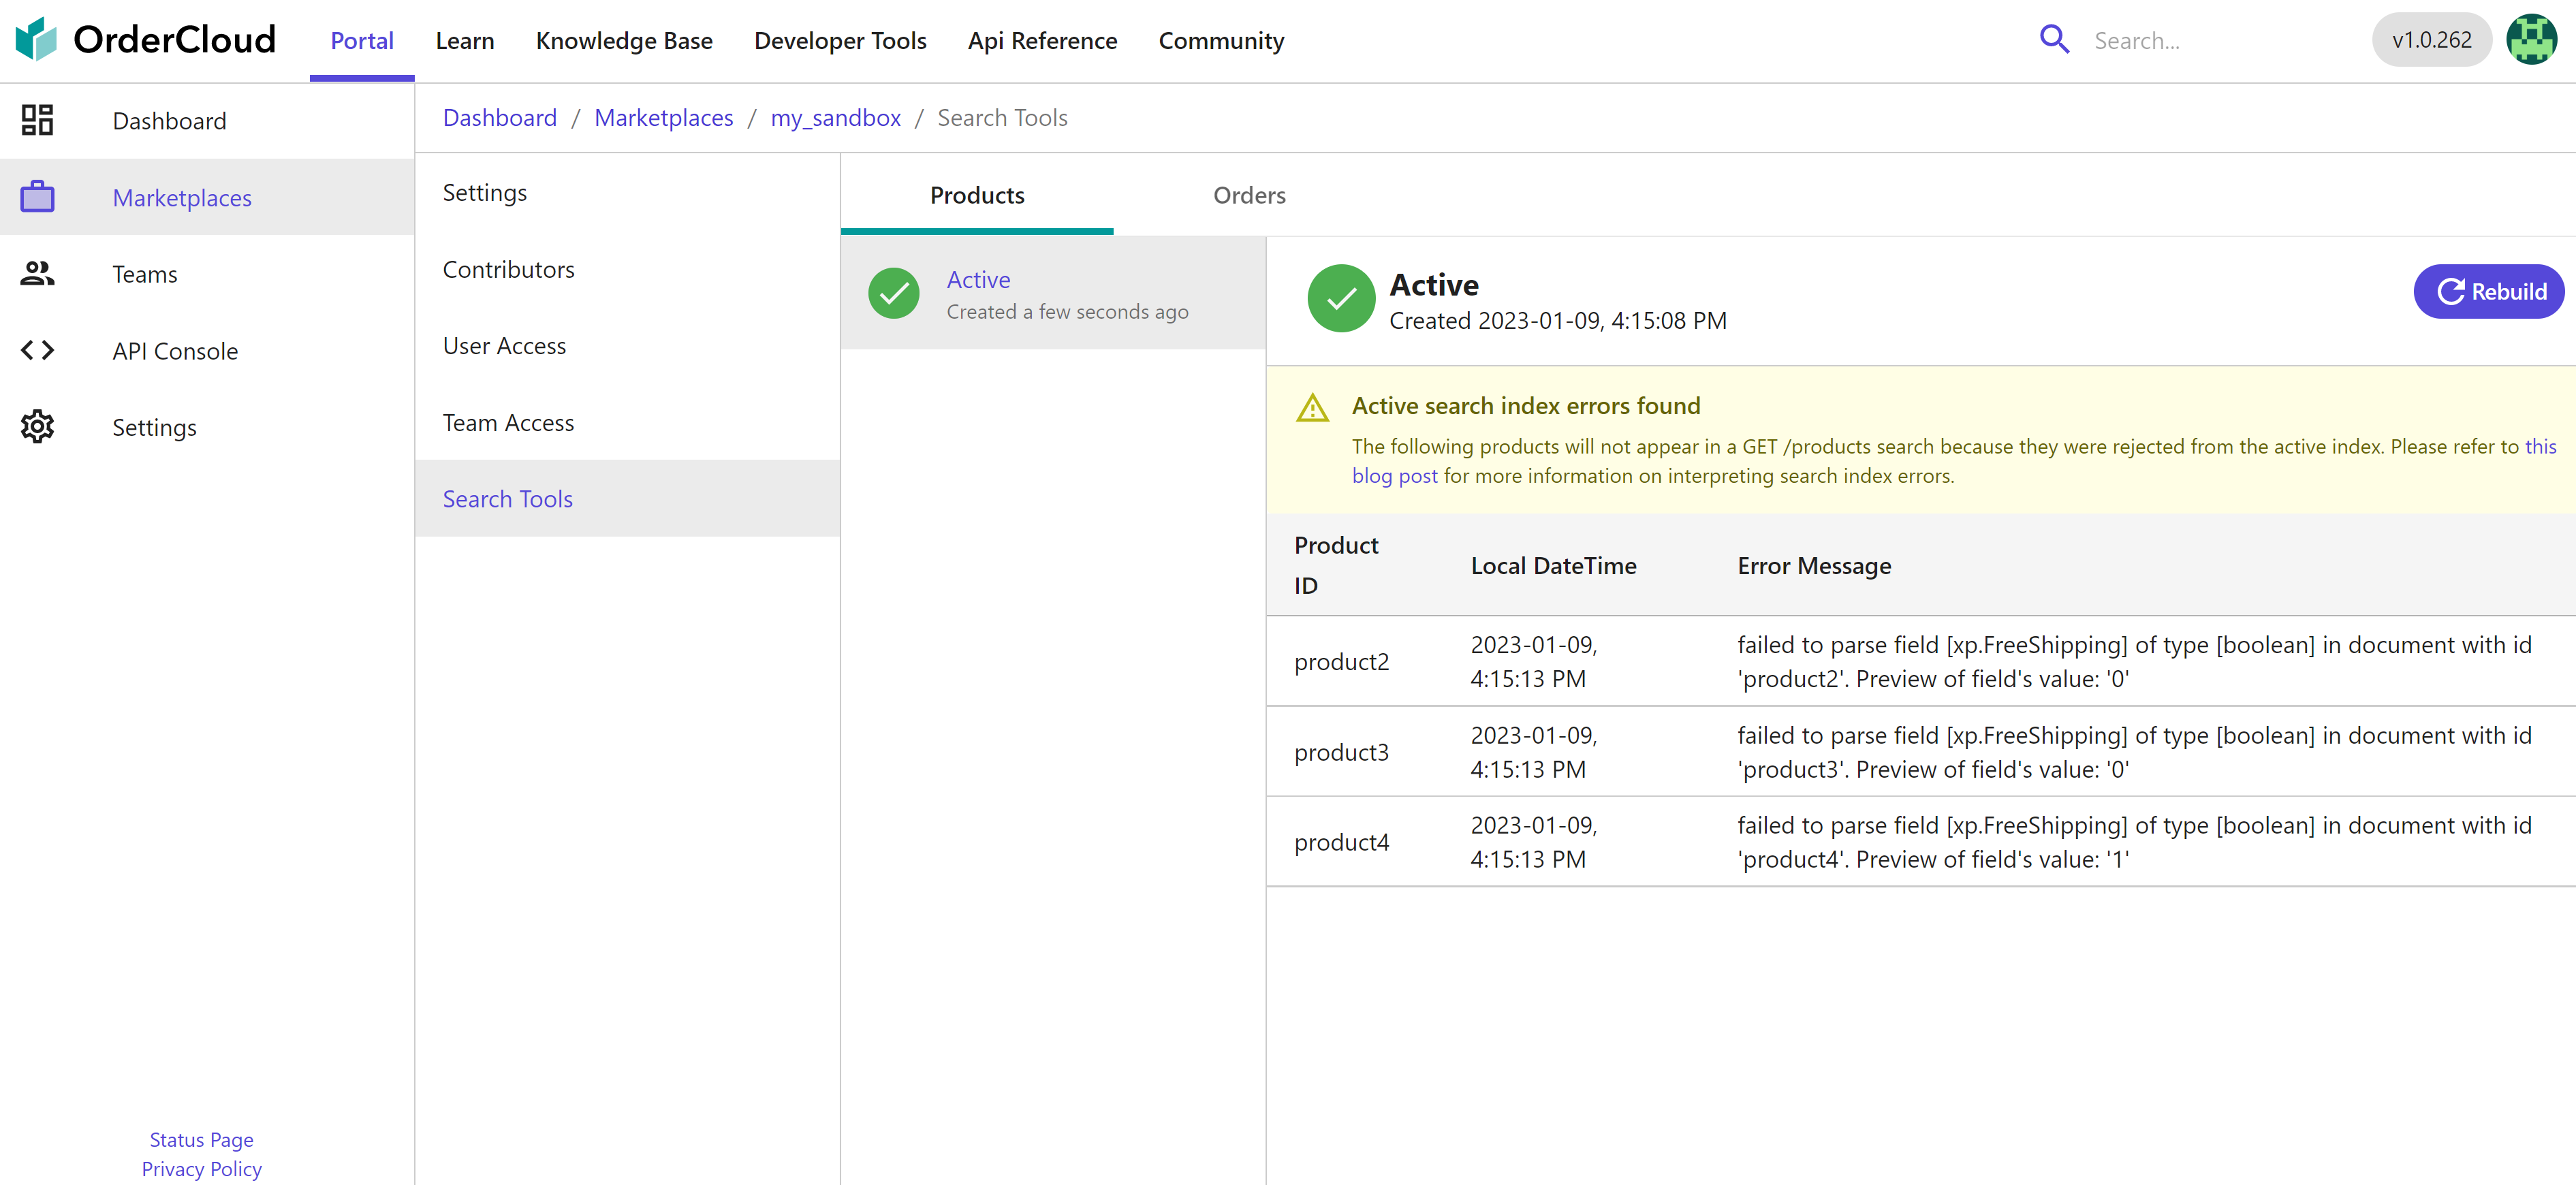 OrderCloud
Portal
Learn
Knowledge Base
Developer Tools
Api Reference
Community
Search...
v1.0.262
Dashboard
Marketplaces
Teams
API Console
Settings
Status Page
Privacy Policy
Dashboard / Marketplaces / my_sandbox / Search Tools
Settings
Contributors
User Access
Team Access
Search Tools
Products
Orders
Active
Created a few seconds ago
Active
Created 2023-01-09, 4:15:08 PM
Rebuild
Active search index errors found
The following products will not appear in a GET /products search because they were rejected from the active index. Please refer to this
blog post for more information on interpreting search index errors.
Product
ID
Local DateTime
Error Message
product2
2023-01-09,
4:15:13 PM
failed to parse field [xp.FreeShipping] of type [boolean] in document with id
'product2'. Preview of field's value: '0'
product3
2023-01-09,
4:15:13 PM
failed to parse field [xp.FreeShipping] of type [boolean] in document with id
'product3'. Preview of field's value: '0'
product4
2023-01-09,
4:15:13 PM
failed to parse field [xp.FreeShipping] of type [boolean] in document with id
'product4'. Preview of field's value: '1'